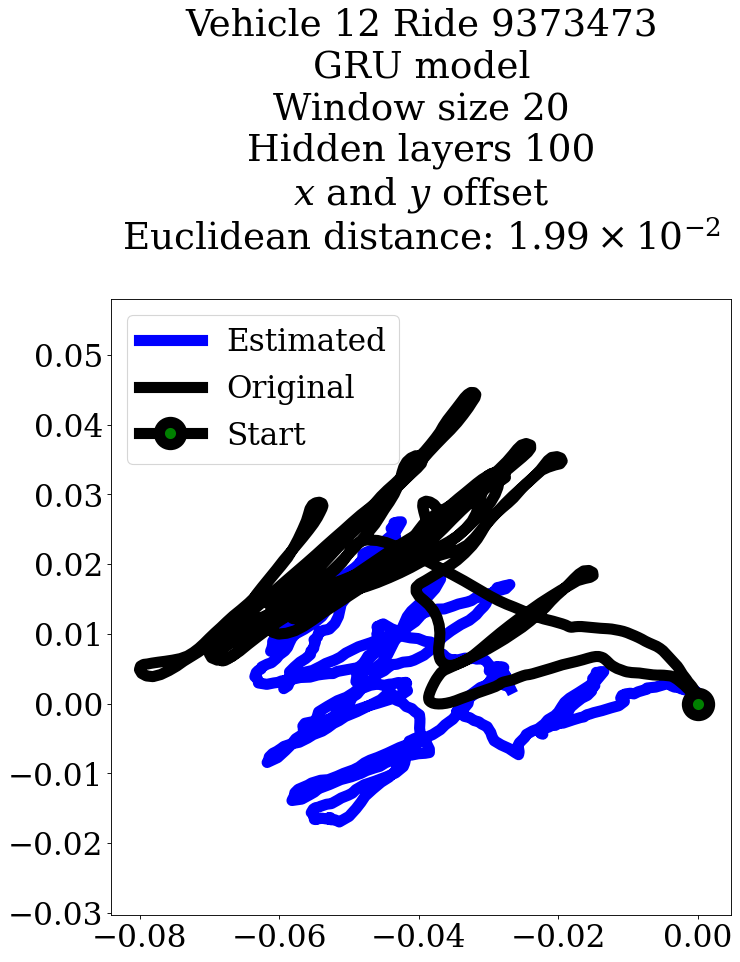 Vehicle 12 Ride 9373473
GRU model
Window size 20
Hidden layers 100
x and y offset
Euclidean distance: 1.99 × 10⁻²
Estimated
Original
Start
0.05
0.04
0.03
0.02
0.01
0.00
−0.01
−0.02
−0.03
−0.08 −0.06 −0.04 −0.02 0.00